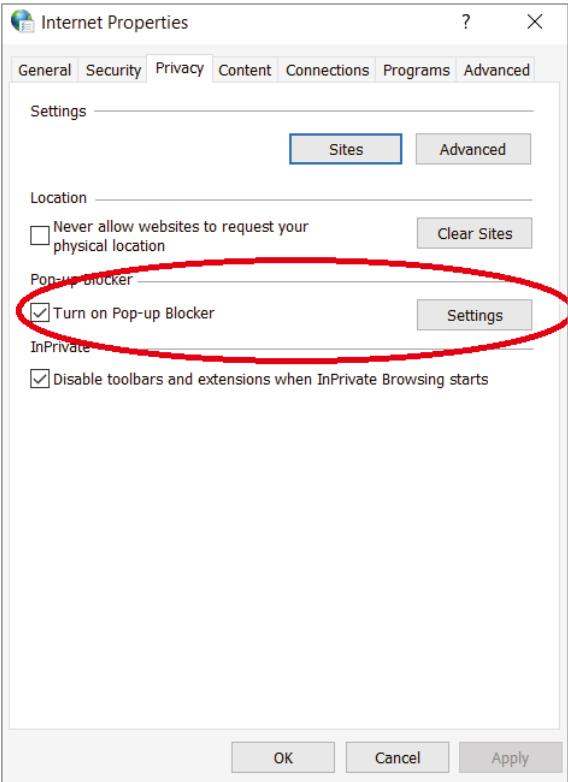 Internet Properties ?
General Security Privacy Content Connections Programs Advanced
Settings
Sites Advanced
Location
Never allow websites to request your
physical location
Clear Sites
Pop-up Blocker
Turn on Pop-up Blocker Settings
InPrivate
Disable toolbars and extensions when InPrivate Browsing starts
OK Cancel Apply